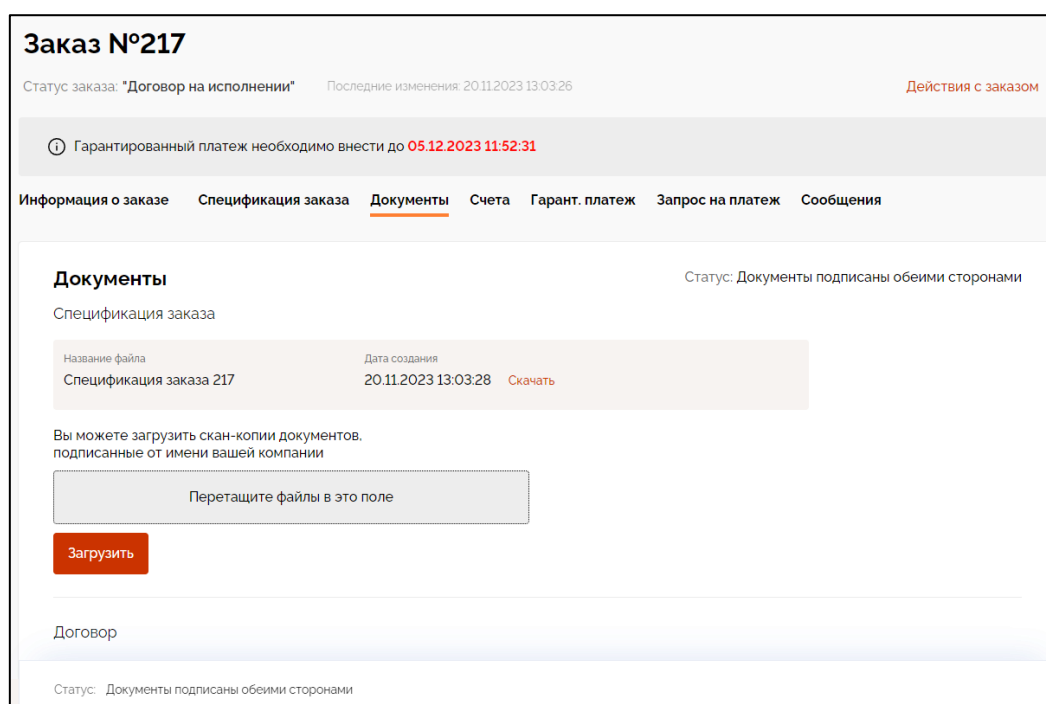 Заказ №217
Статус заказа: "Договор на исполнении" Последние изменения: 20.11.2023 13:03:26 Действия с заказом
Гарантированный платеж необходимо внести до 05.12.2023 11:52:31
Информация о заказе Спецификация заказа Документы Счета Гарант. платеж Запрос на платеж Сообщения
Документы Статус: Документы подписаны обеими сторонами
Спецификация заказа
Название файла Дата создания
Спецификация заказа 217 20.11.2023 13:03:28 Скачать
Вы можете загрузить скан-копии документов,
подписанные от имени вашей компании
Перетащите файлы в это поле
Загрузить
Договор
Статус: Документы подписаны обеими сторонами